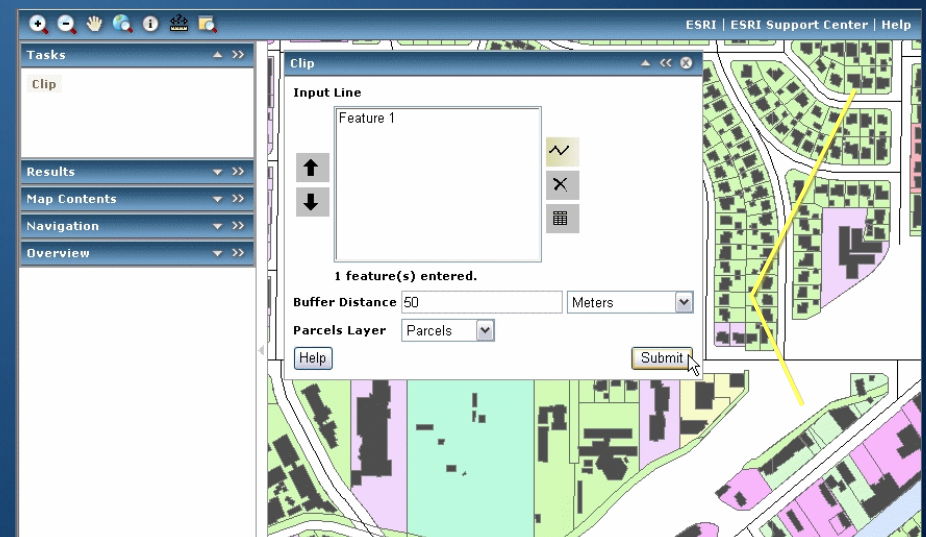 ESRI | ESRI Support Center | Help
Tasks
Clip
Results
Map Contents
Navigation
Overview
Clip
Input Line
Feature 1
1 feature(s) entered.
Buffer Distance 50 Meters
Parcels Layer Parcels
Help Submit